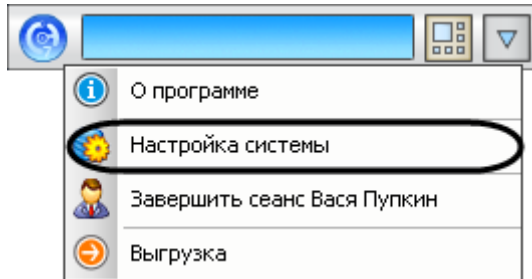 О программе
Настройка системы
Завершить сеанс Вася Пупкин
Выгрузка